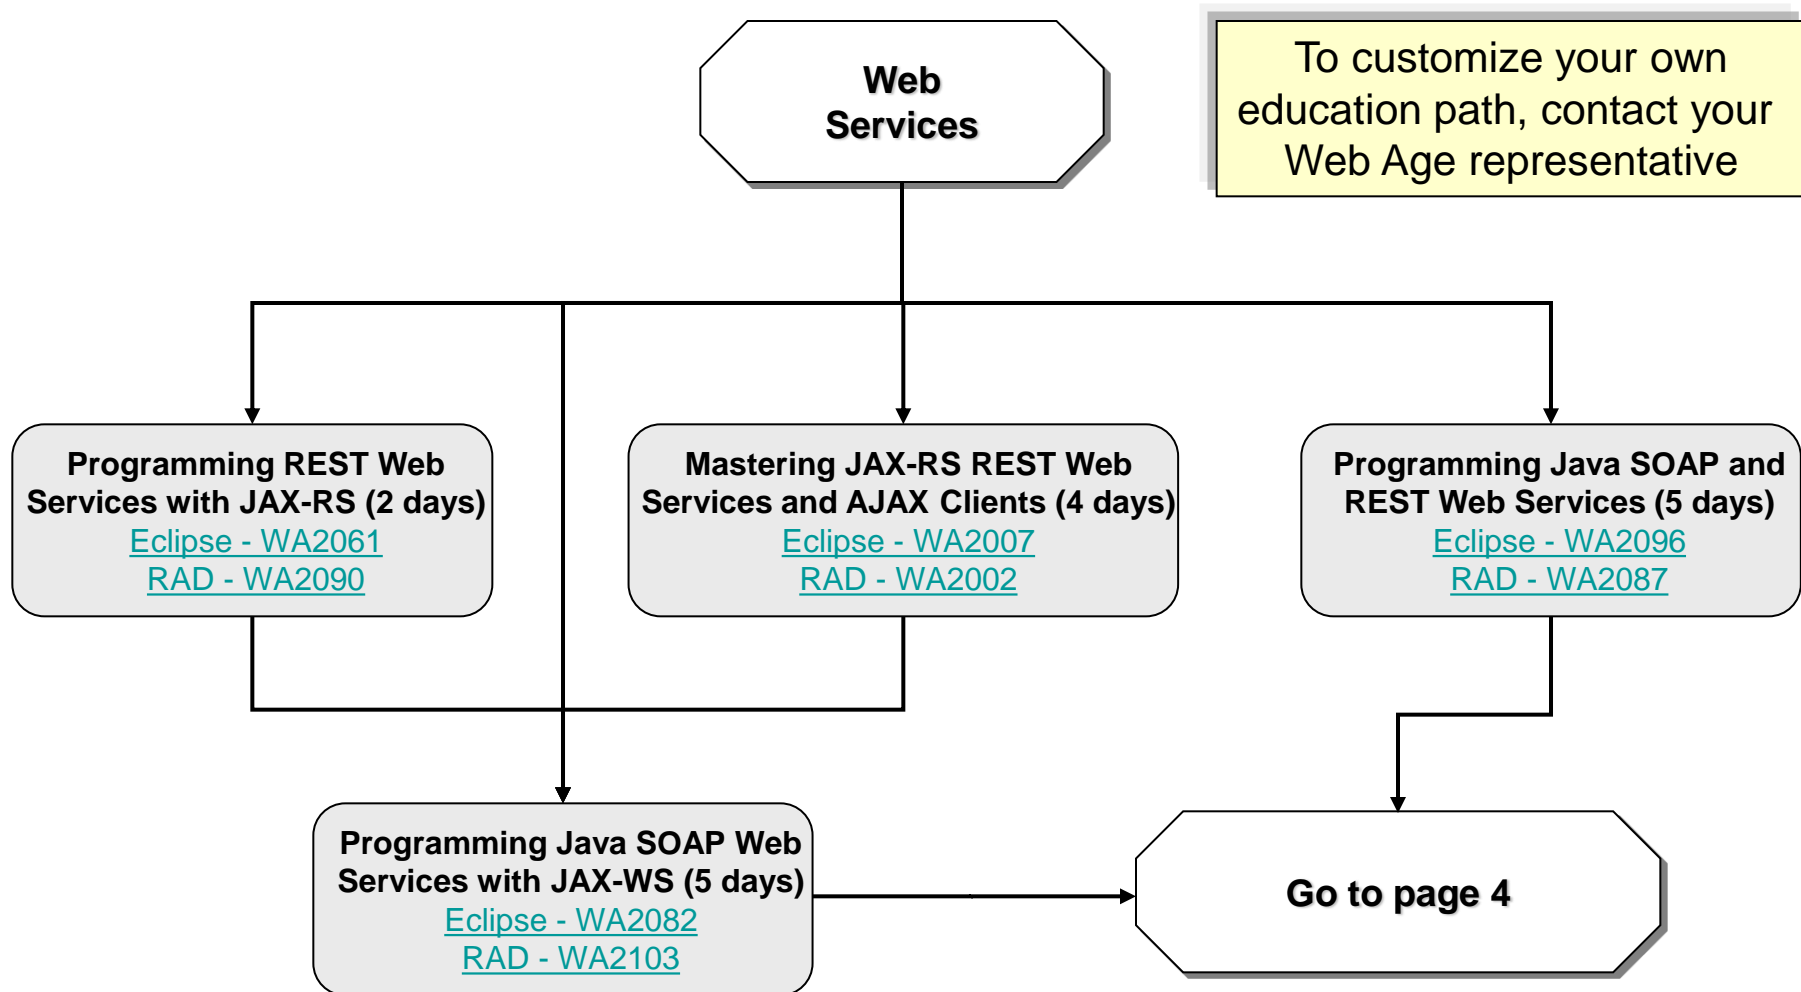 Web
Services
To customize your own
education path, contact your
Web Age representative
Programming REST Web
Services with JAX-RS (2 days)
Eclipse - WA2061
RAD - WA2090
Mastering JAX-RS REST Web
Services and AJAX Clients (4 days)
Eclipse - WA2007
RAD - WA2002
Programming Java SOAP and
REST Web Services (5 days)
Eclipse - WA2096
RAD - WA2087
Programming Java SOAP Web
Services with JAX-WS (5 days)
Eclipse - WA2082
RAD - WA2103
Go to page 4